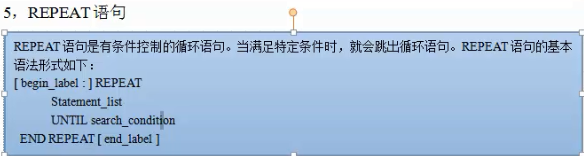 5，REPEAT 语句
REPEAT 语句是有条件控制的循环语句。当满足特定条件时，就会跳出循环语句。REPEAT 语句的基本
语法形式如下：
[ begin_label : ] REPEAT
Statement_list
UNTIL search_condition
END REPEAT [ end_label ]